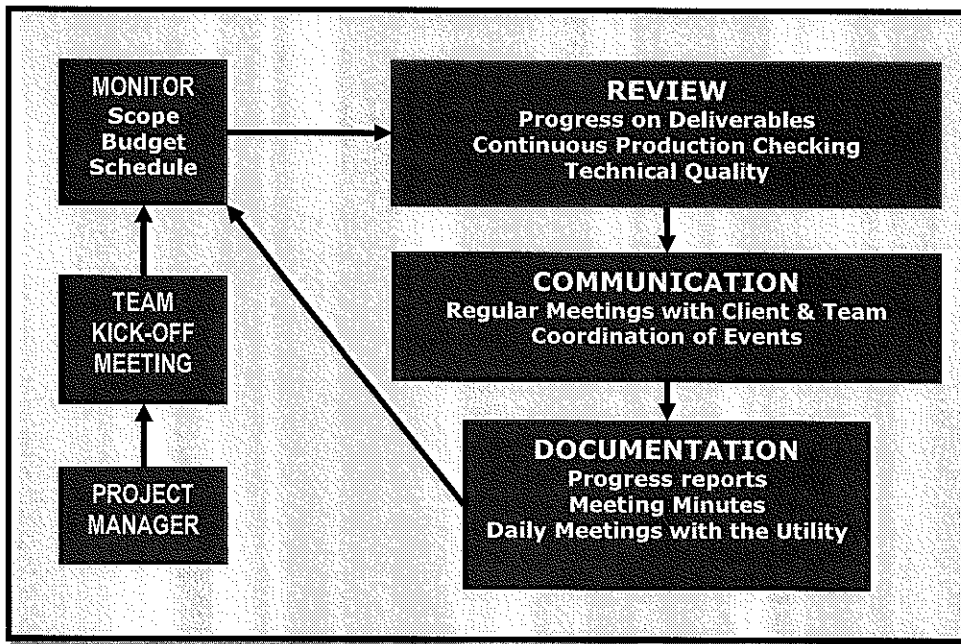 MONITOR
Scope
Budget
Schedule
REVIEW
Progress on Deliverables
Continuous Production Checking
Technical Quality
TEAM
KICK-OFF
MEETING
COMMUNICATION
Regular Meetings with Client & Team
Coordination of Events
PROJECT
MANAGER
DOCUMENTATION
Progress reports
Meeting Minutes
Daily Meetings with the Utility